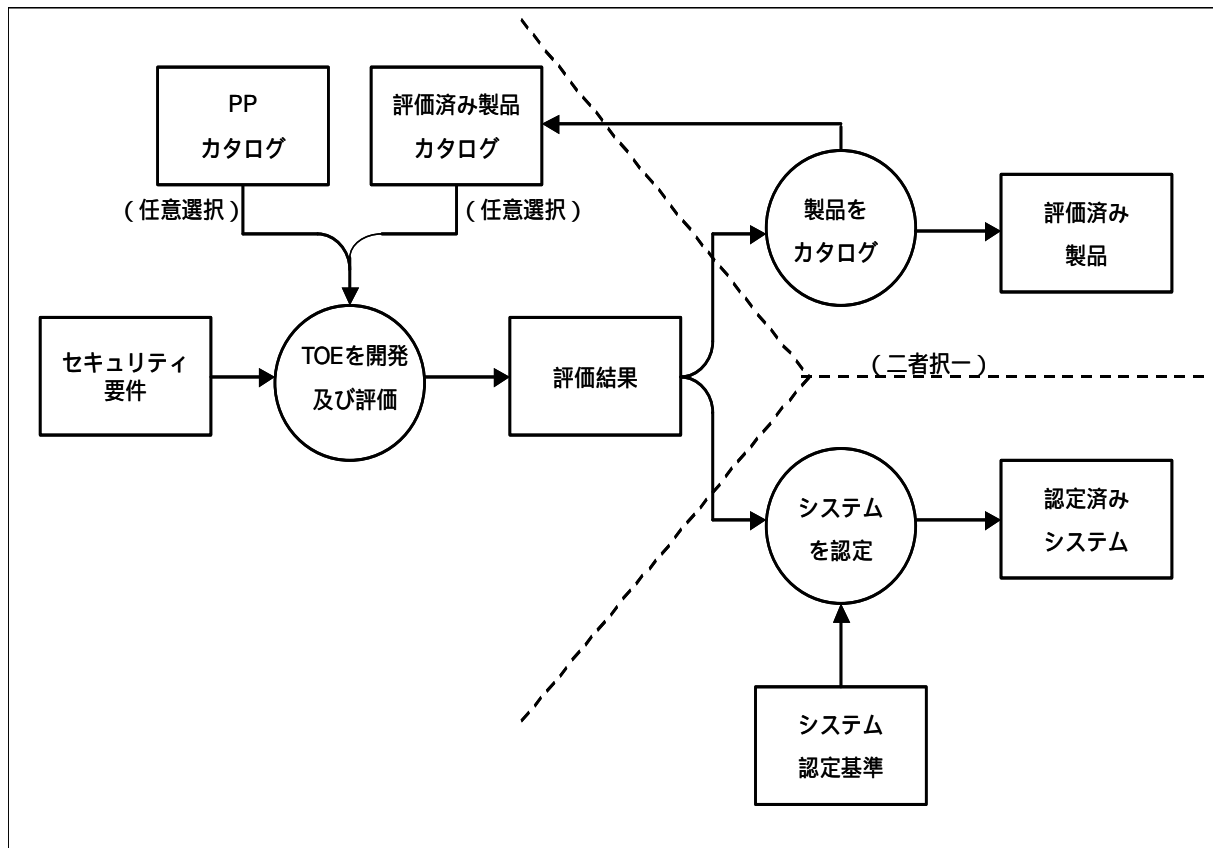 PP
カタログ
評価済み製品
カタログ
(任意選択)
(任意選択)
製品を
カタログ
評価済み
製品
セキュリティ
要件
TOEを開発
及び評価
評価結果
(二者択一)
システム
を認定
認定済み
システム
システム
認定基準